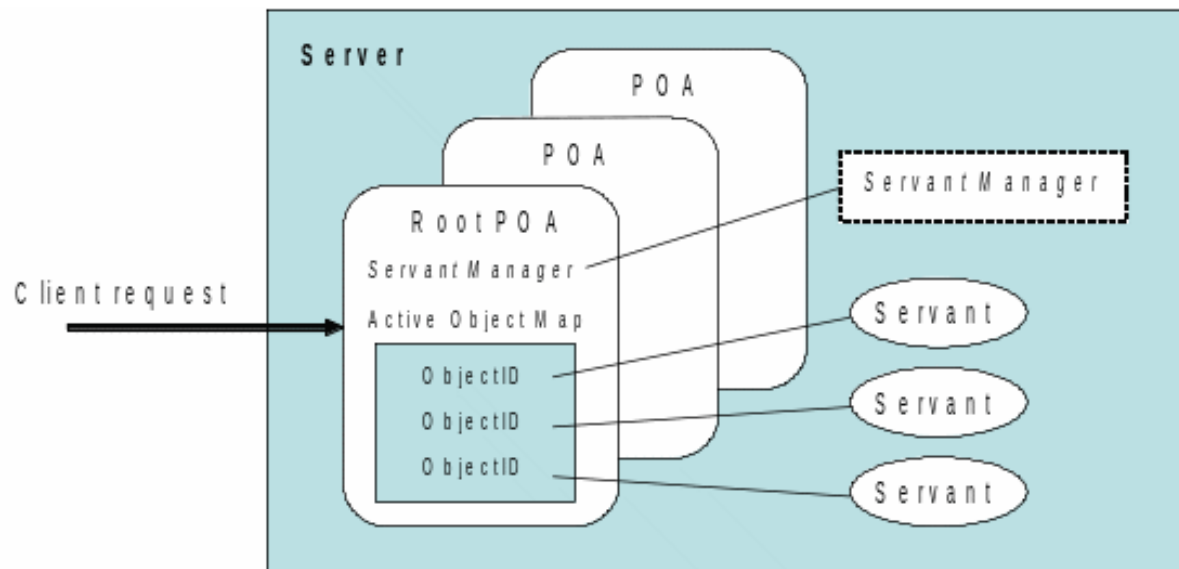 Server
POA
POA
ServantManager
RootPOA
ServantManager
Client request
Active Object Map
Servant
ObjectID
Servant
ObjectID
ObjectID
Servant